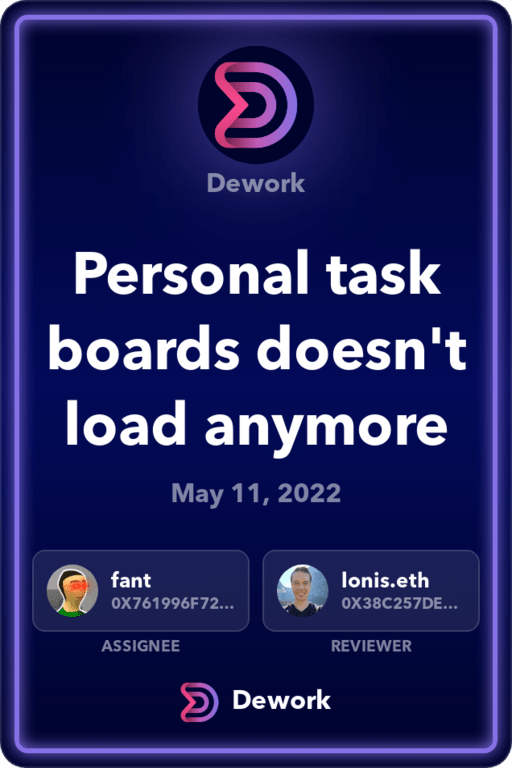 Dework
Personal task
boards doesn't
load anymore
May 11, 2022
fant
0X761996F72...
ASSIGNEE
lonis.eth
0X38C257DE...
REVIEWER
Dework